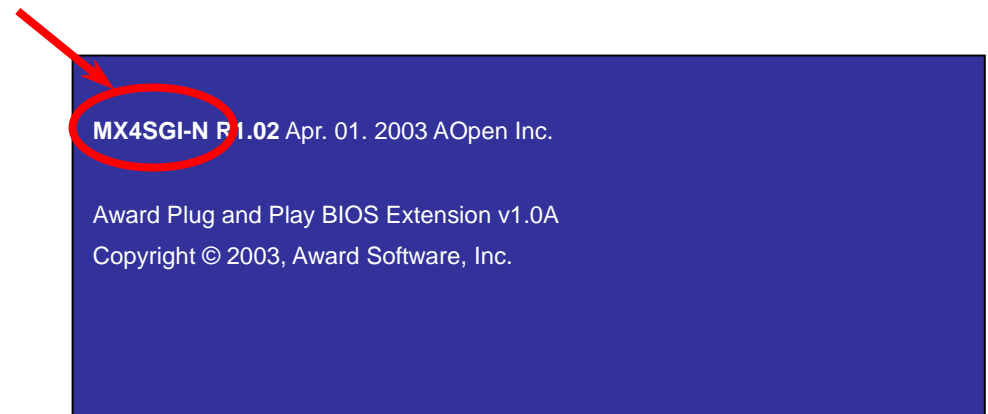 MX4SGI-N R1.02 Apr. 01. 2003 AOpen Inc.
Award Plug and Play BIOS Extension v1.0A
Copyright © 2003, Award Software, Inc.